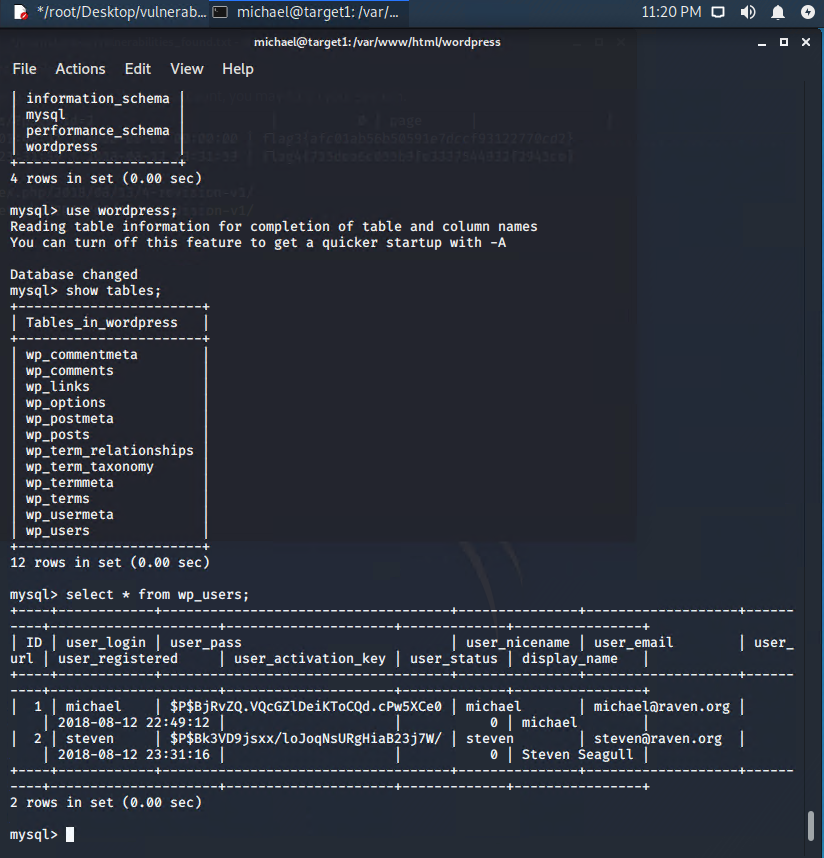 */root/Desktop/vulnerab... michael@target1: /var/... 11:20 PM
michael@target1: /var/www/html/wordpress
File Actions Edit View Help
| information_schema |
| mysql |
| performance_schema |
| wordpress |
+--------------------+
4 rows in set (0.00 sec)
mysql> use wordpress;
Reading table information for completion of table and column names
You can turn off this feature to get a quicker startup with -A
Database changed
mysql> show tables;
+-----------------------+
| Tables_in_wordpress |
+-----------------------+
| wp_commentmeta |
| wp_comments |
| wp_links |
| wp_options |
| wp_postmeta |
| wp_posts |
| wp_term_relationships |
| wp_term_taxonomy |
| wp_termmeta |
| wp_terms |
| wp_usermeta |
| wp_users |
+-----------------------+
12 rows in set (0.00 sec)
mysql> select * from wp_users;
+----+------------+------------------------------------+---------------+-------------------+------
----+---------------------+---------------------+-------------+----------------+
| ID | user_login | user_pass | user_nicename | user_email | user_
url | user_registered | user_activation_key | user_status | display_name |
+----+------------+------------------------------------+---------------+-------------------+------
----+---------------------+---------------------+-------------+----------------+
| 1 | michael | $P$BjRvZQ.VQcGZlDeiKToCQd.cPw5XCe0 | michael | michael@raven.org |
| 2018-08-12 22:49:12 | | 0 | michael |
| 2 | steven | $P$Bk3VD9jsxx/loJoqNsURgHiaB23j7W/ | steven | steven@raven.org |
| 2018-08-12 23:31:16 | | 0 | Steven Seagull |
+----+------------+------------------------------------+---------------+-------------------+------
----+---------------------+---------------------+-------------+----------------+
2 rows in set (0.00 sec)
mysql>